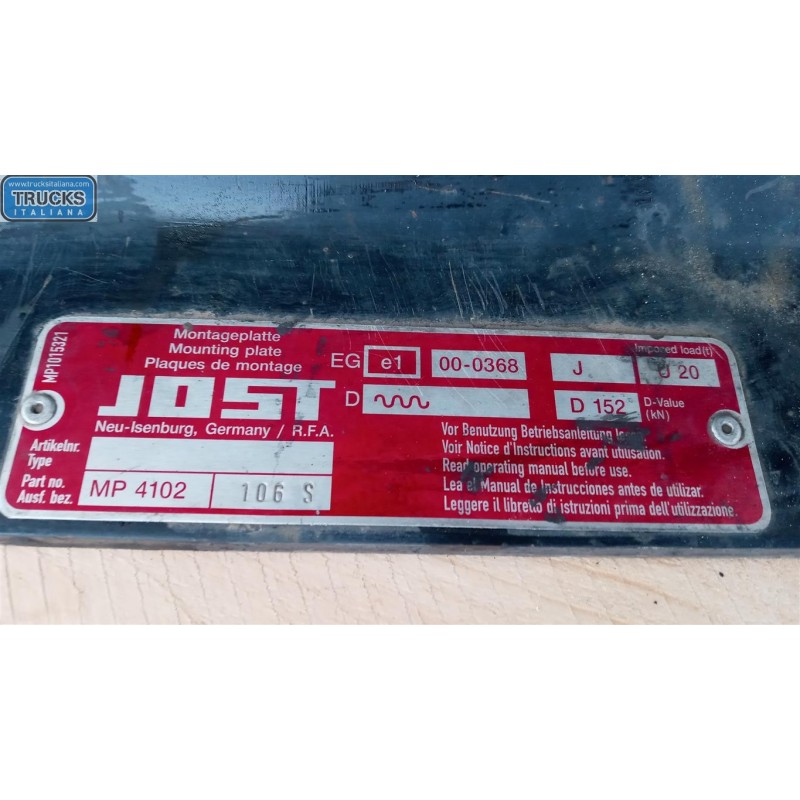 www.trucksitaliana.com
TRUCKS
ITALIANA
MP1015321
Montageplatte
Mounting plate
Plaques de montage
JOST
Neu-Isenburg, Germany / R.F.A.
Artikelnr.
Type
Part no.
Ausf. bez.
MP 4102
106 S
EG e1 00-0368 J U 20
Imposed load(t)
D
D 152 D-Value
(kN)
Vor Benutzung Betriebsanleitung
Voir Notice d'Instructions avant utilisation.
Read operating manual before use.
Lea el Manual de Instrucciones antes de utilizar.
Leggere il libretto di istruzioni prima dell'utilizzazione.